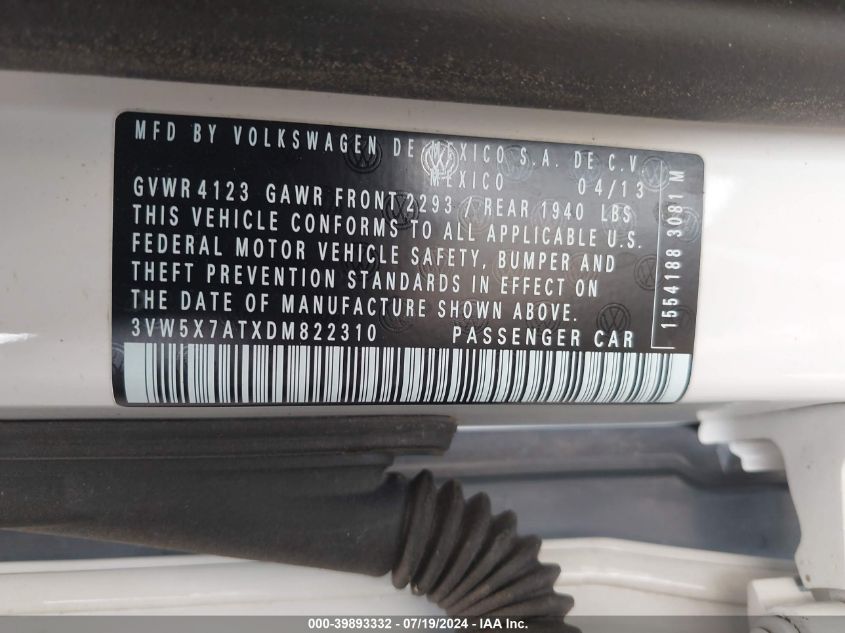 MFD BY VOLKSWAGEN DE MEXICO S.A. DE C.V.
MEXICO 04/13
GVWR 4123 GAWR FRONT 2293 / REAR 1940 LBS
THIS VEHICLE CONFORMS TO ALL APPLICABLE U.S.
FEDERAL MOTOR VEHICLE SAFETY, BUMPER AND
THEFT PREVENTION STANDARDS IN EFFECT ON
THE DATE OF MANUFACTURE SHOWN ABOVE.
3VW5X7ATXDM822310 PASSENGER CAR
1554188 3081 M
000-39893332 - 07/19/2024 - IAA Inc.